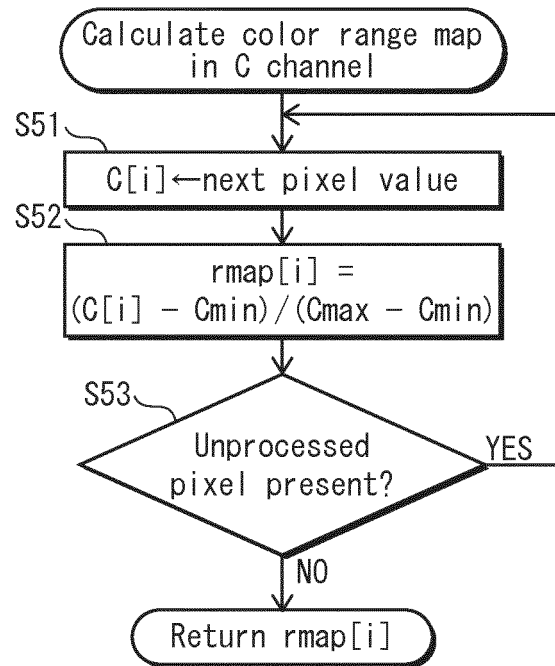 Calculate color range map
in C channel
S51
C[i]←next pixel value
S52
rmap[i] =
(C[i] − Cmin)/(Cmax − Cmin)
S53
Unprocessed
pixel present?
YES
NO
Return rmap[i]